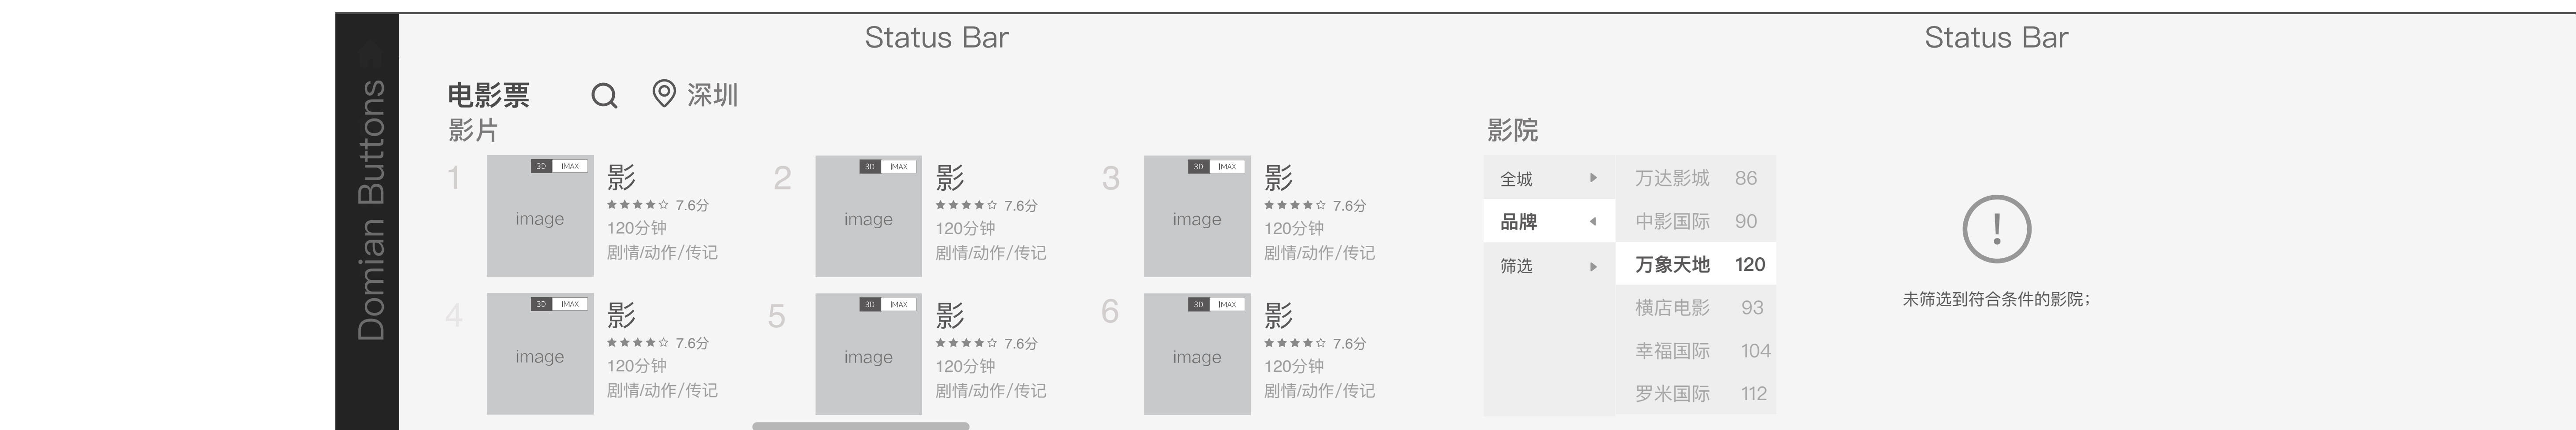 Status Bar
Status Bar
Domian Buttons
电影票
深圳
影片
1
3D IMAX
image
影
7.6分
120分钟
剧情/动作/传记
2
3D IMAX
image
影
7.6分
120分钟
剧情/动作/传记
3
3D IMAX
image
影
7.6分
120分钟
剧情/动作/传记
4
3D IMAX
image
影
7.6分
120分钟
剧情/动作/传记
5
3D IMAX
image
影
7.6分
120分钟
剧情/动作/传记
6
3D IMAX
image
影
7.6分
120分钟
剧情/动作/传记
影院
全城
品牌
筛选
万达影城 86
中影国际 90
万象天地 120
横店电影 93
幸福国际 104
罗米国际 112
未筛选到符合条件的影院；